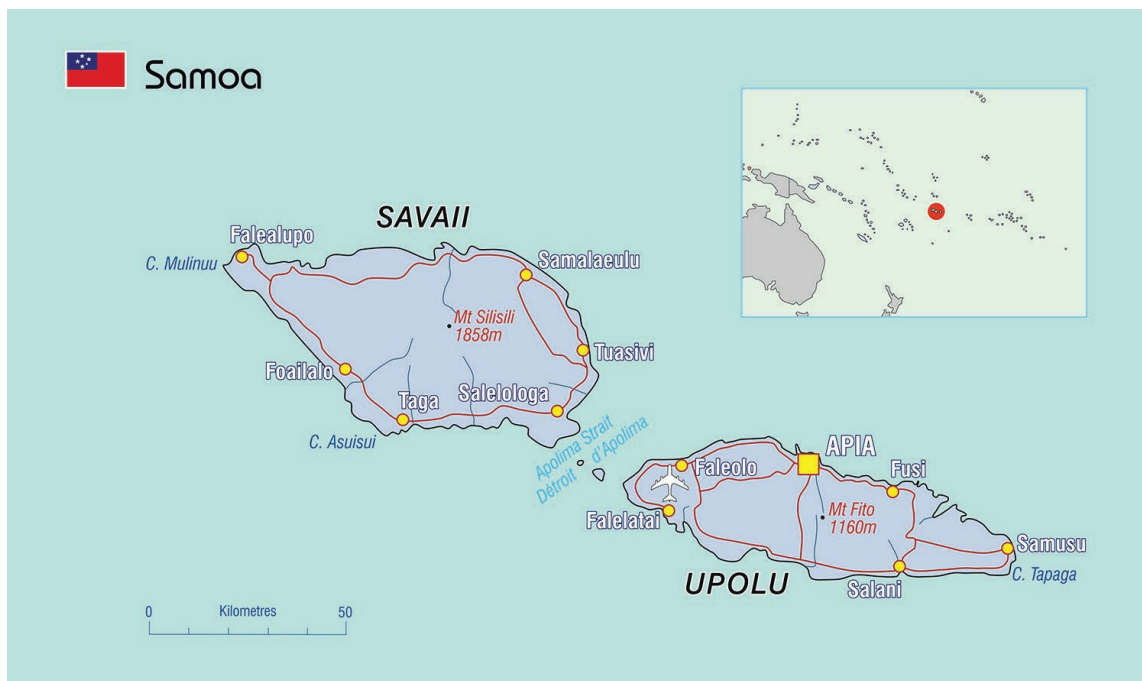 Samoa
SAVAII
Falealupo
C. Mulinuu
Samalaeulu
Mt Silisili
1858m
Tuasivi
Foailalo
Taga
Salelologa
C. Asuisui
Apolima Strait
Détroit d'Apolima
APIA
Faleolo
Fusi
Falelatai
Mt Fito
1160m
Samusu
UPOLU
Salani
C. Tapaga
0 Kilometres 50